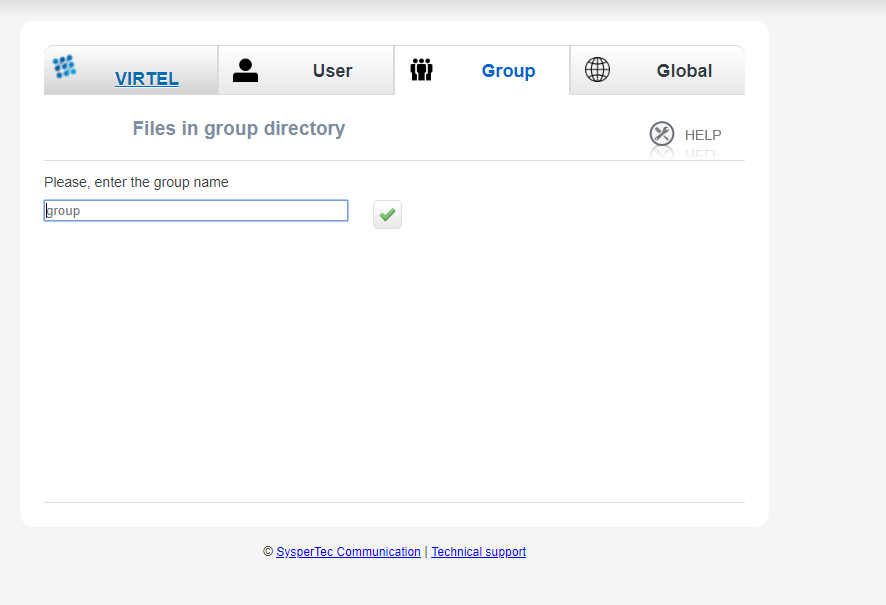 VIRTEL
User
Group
Global
Files in group directory
HELP
Please, enter the group name
group
© SysperTec Communication | Technical support